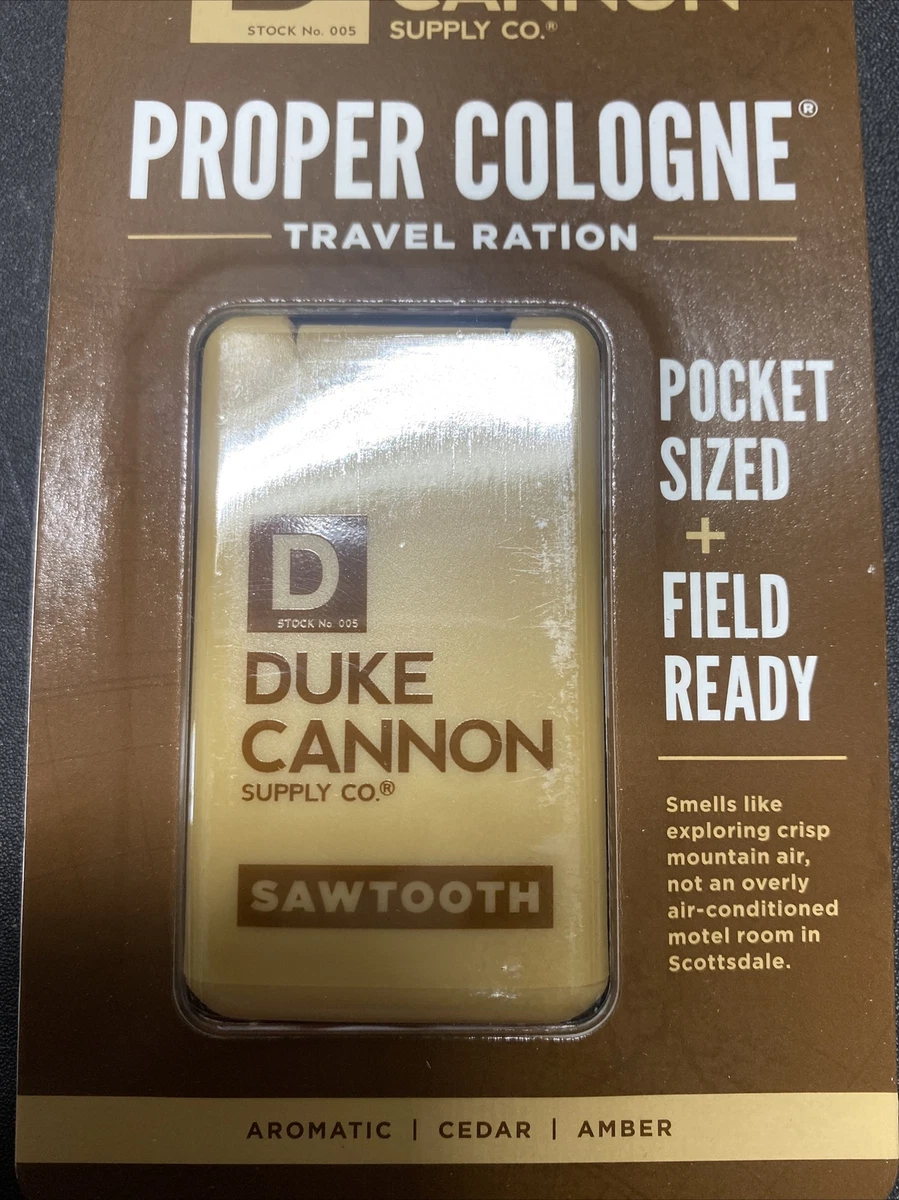 D
STOCK No. 005
CANNON
SUPPLY CO.®
PROPER COLOGNE®
TRAVEL RATION
D
STOCK No 005
DUKE
CANNON
SUPPLY CO.®
SAWTOOTH
POCKET
SIZED
+
FIELD
READY
Smells like
exploring crisp
mountain air,
not an overly
air-conditioned
motel room in
Scottsdale.
AROMATIC | CEDAR | AMBER